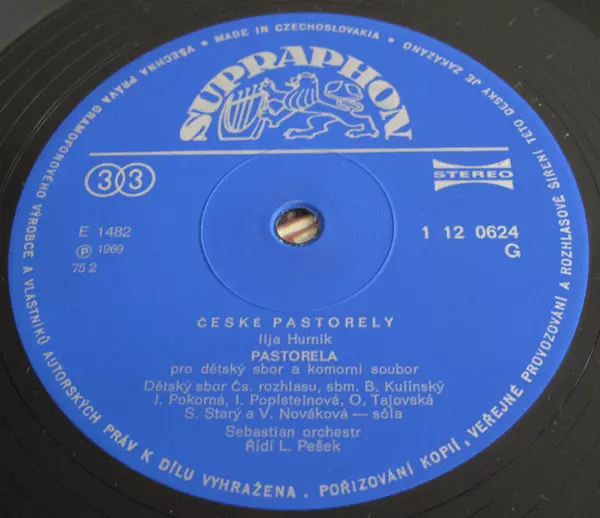 VŠECHNA PRÁVA GRAMOFONOVÉHO VÝROBCE A VLASTNÍKŮ AUTORSKÝCH PRÁV K DÍLU VYHRAŽENA. POŘIZOVÁNÍ KOPIÍ, VEŘEJNÉ PROVOZOVÁNÍ A ROZHLASOVÉ ŠÍŘENÍ TÉTO DESKY JE ZAKÁZÁNO
• MADE IN CZECHOSLOVAKIA •
SUPRAPHON
33
STEREO
E 1482
℗ 1969
75 2
1 12 0624
G
ČESKÉ PASTORELY
Ilja Hurník
PASTORELA
pro dětský sbor a komorní soubor
Dětský sbor Čs. rozhlasu, sbm. B. Kulínský
J. Pokorná, I. Poplsteinová, O. Tajovská
S. Starý a V. Nováková — sóla
Sebastian orchestr
Řídí L. Pešek